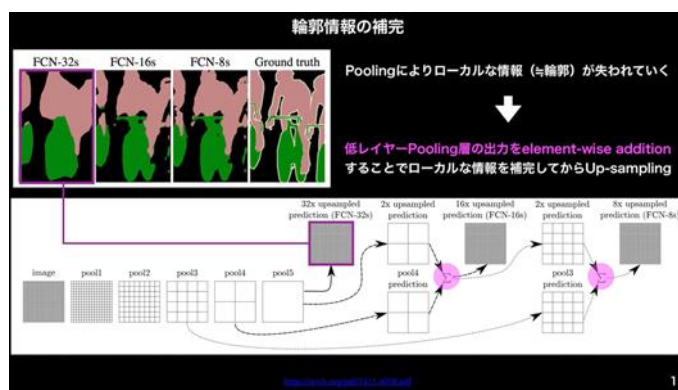 輪郭情報の補完
FCN-32s FCN-16s FCN-8s Ground truth
Poolingによりローカルな情報（≒輪郭）が失われていく
低レイヤーPooling層の出力をelement-wise addition
することでローカルな情報を補完してからUp-sampling
32x upsampled
prediction (FCN-32s)
2x upsampled
prediction
16x upsampled
prediction (FCN-16s)
2x upsampled
prediction
8x upsampled
prediction (FCN-8s)
image pool1 pool2 pool3 pool4 pool5
pool4
prediction
pool3
prediction
Σ
Σ
1